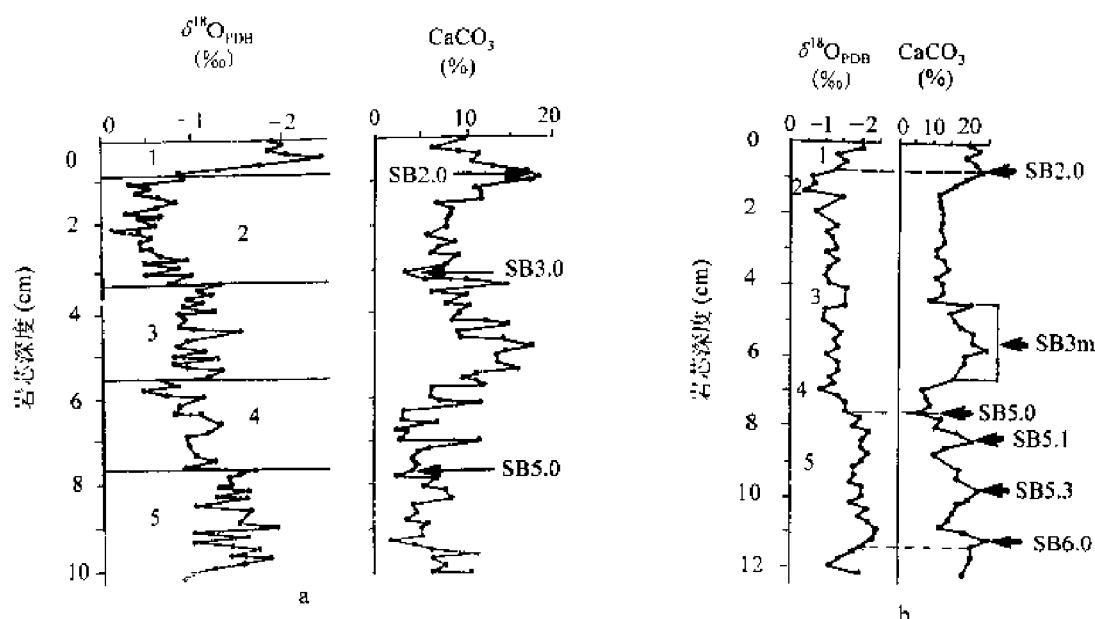 δ¹⁸O_PDB
(‰)
CaCO₃
(%)
0 -1 -2
0 10 20
岩芯深度 (cm)
0
2
4
6
8
10
1
2
3
4
5
SB2.0
SB3.0
SB5.0
a
δ¹⁸O_PDB
(‰)
CaCO₃
(%)
0 -1 -2
0 10 20
岩芯深度 (cm)
0
2
4
6
8
10
12
1
2
3
4
5
SB2.0
SB3m
SB5.0
SB5.1
SB5.3
SB6.0
b